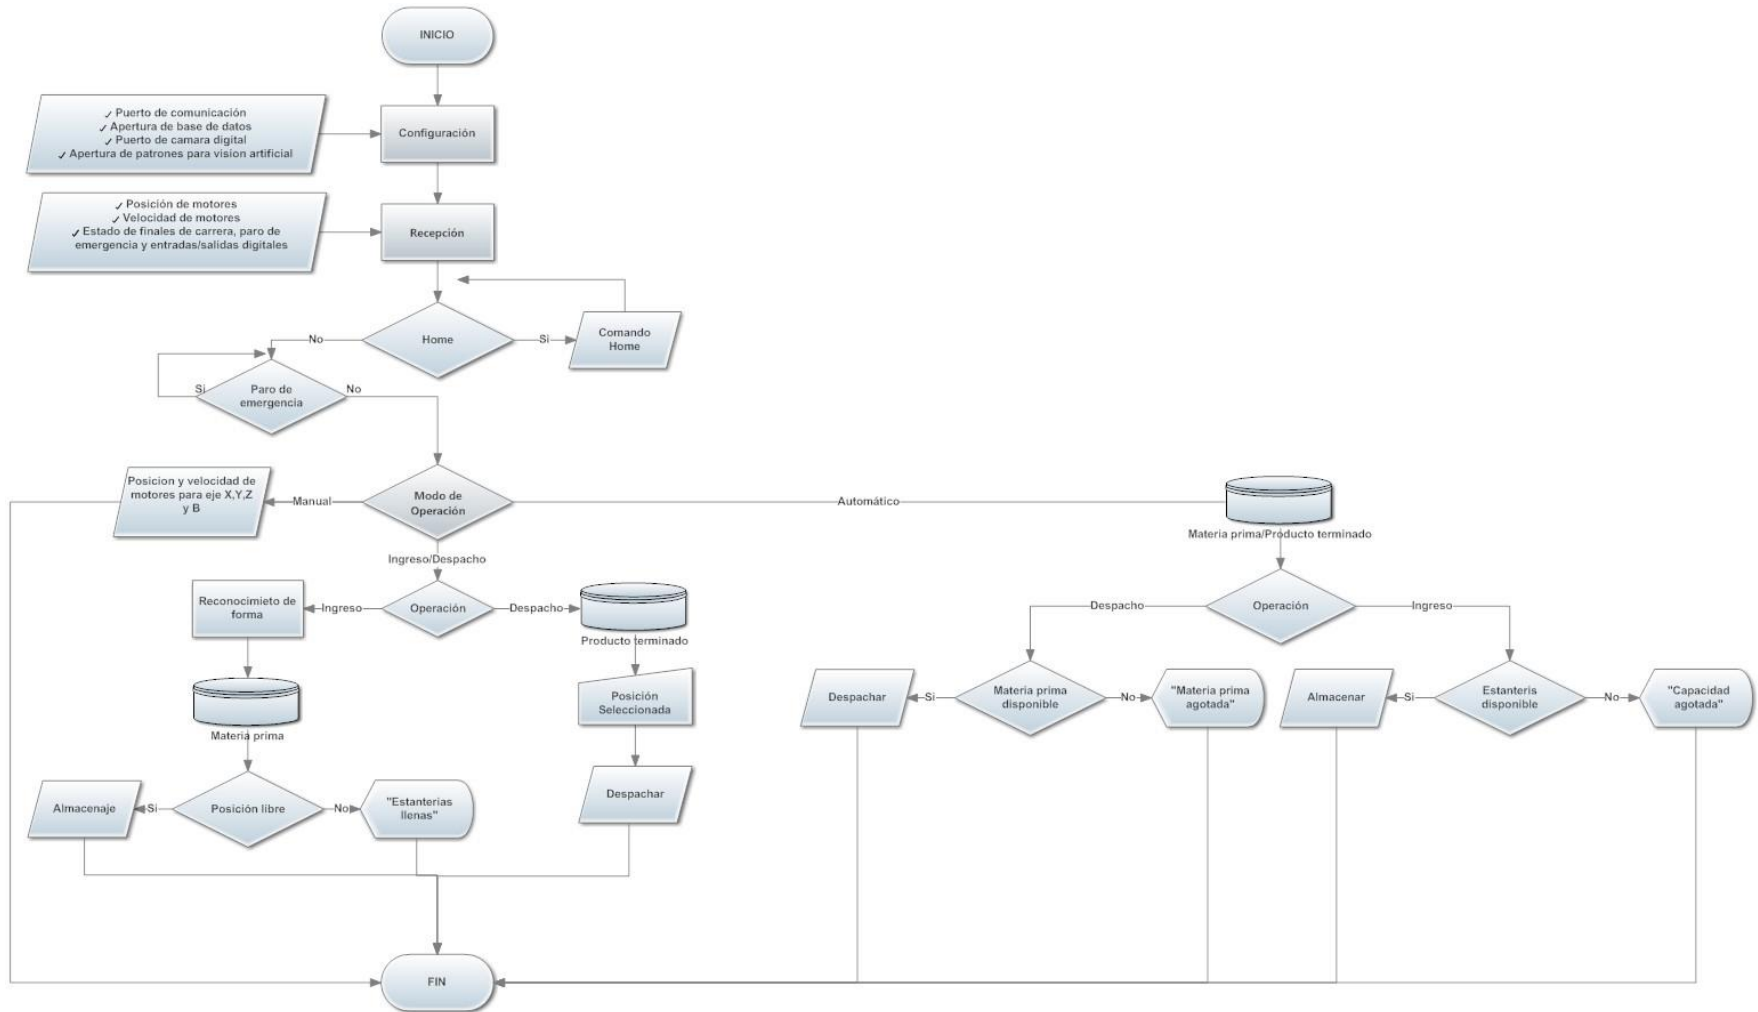 INICIO
✓ Puerto de comunicación
✓ Apertura de base de datos
✓ Puerto de camara digital
✓ Apertura de patrones para vision artificial
Configuración
✓ Posición de motores
✓ Velocidad de motores
✓ Estado de finales de carrera, paro de
emergencia y entradas/salidas digitales
Recepción
No
Home
Si
Comando
Home
Si
Paro de
emergencia
No
Posicion y velocidad de
motores para eje X,Y,Z
y B
Manual
Modo de
Operación
Automático
Materia prima/Producto terminado
Ingreso/Despacho
Reconocimieto de
forma
Ingreso
Operación
Despacho
Producto terminado
Despacho
Operación
Ingreso
Materia prima
Posición
Seleccionada
Despachar
Si
Materia prima
disponible
No
"Materia prima
agotada"
Almacenar
Si
Estanteris
disponible
No
"Capacidad
agotada"
Almacenaje
Si
Posición libre
No
"Estanterias
llenas"
Despachar
FIN